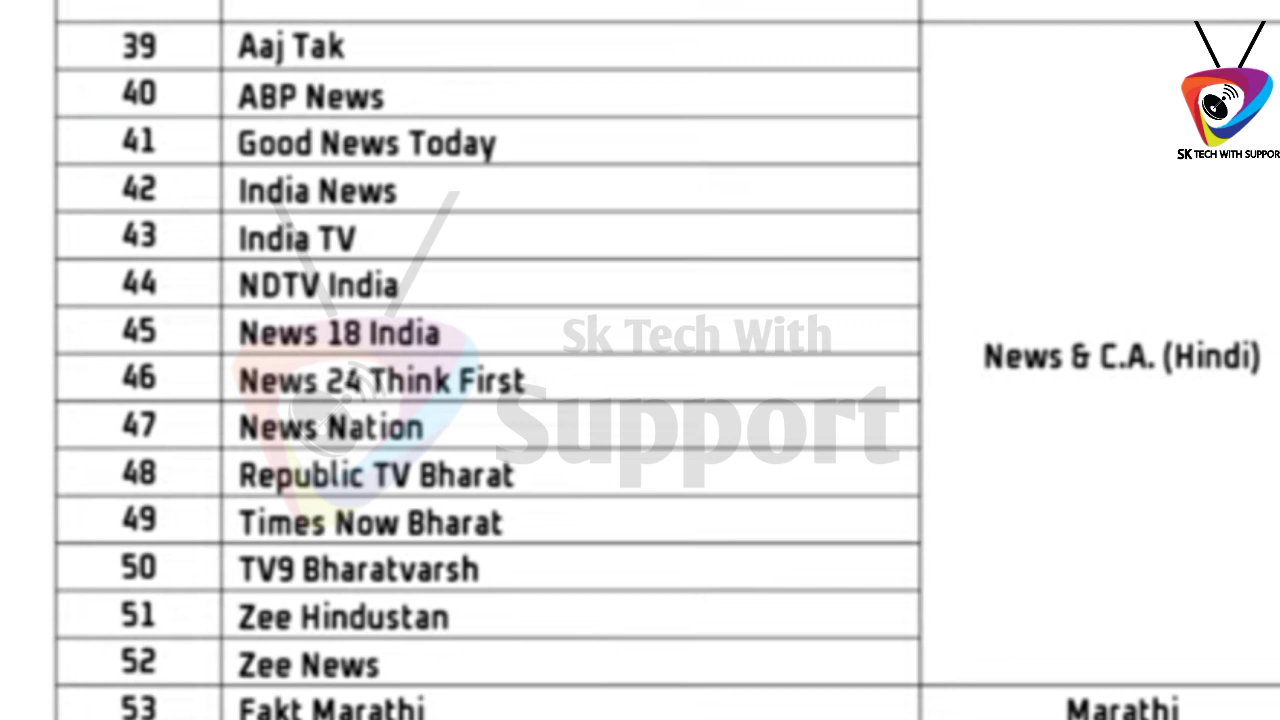 39 Aaj Tak
40 ABP News
41 Good News Today
42 India News
43 India TV
44 NDTV India
45 News 18 India
46 News 24 Think First
47 News Nation
48 Republic TV Bharat
49 Times Now Bharat
50 TV9 Bharatvarsh
51 Zee Hindustan
52 Zee News
News & C.A. (Hindi)
53 Fakt Marathi Marathi
SK TECH WITH SUPPOR
Sk Tech With
Support